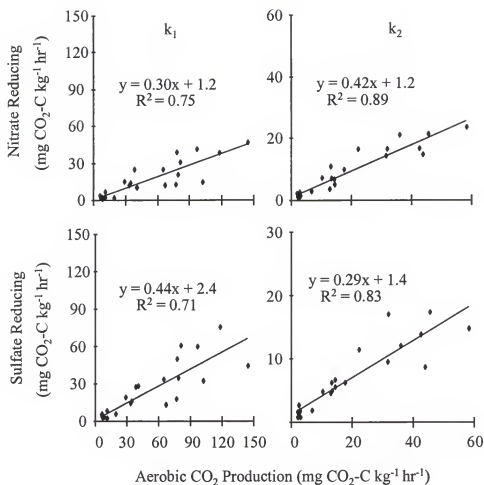 k₁
k₂
Nitrate Reducing
(mg CO₂-C kg⁻¹ hr⁻¹)
150
120
90
60
30
0
y = 0.30x + 1.2
R² = 0.75
60
40
20
0
y = 0.42x + 1.2
R² = 0.89
Sulfate Reducing
(mg CO₂-C kg⁻¹ hr⁻¹)
150
120
90
60
30
0
y = 0.44x + 2.4
R² = 0.71
0 30 60 90 120 150
30
20
10
0
y = 0.29x + 1.4
R² = 0.83
0 20 40 60
Aerobic CO₂ Production (mg CO₂-C kg⁻¹ hr⁻¹)